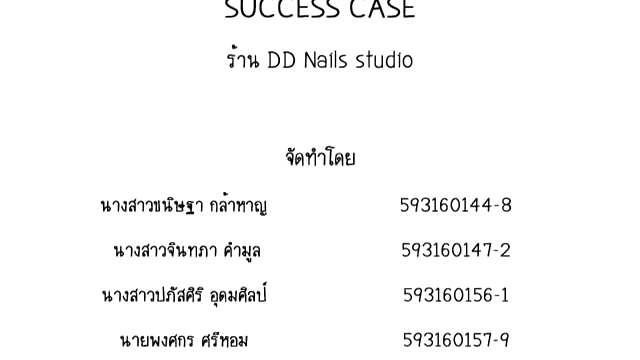 SUCCESS CASE
ร้าน DD Nails studio
จัดทำโดย
นางสาวขนิษฐา กล้าหาญ 593160144-8
นางสาวจินทภา คำมูล 593160147-2
นางสาวปภัสศิริ อุดมศิลป์ 593160156-1
นายพงศกร ศรีหอม 593160157-9